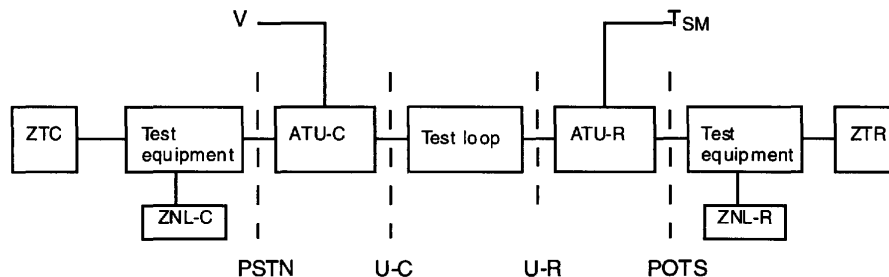 V
TSM
ZTC
Test equipment
ATU-C
Test loop
ATU-R
Test equipment
ZTR
ZNL-C
ZNL-R
PSTN
U-C
U-R
POTS